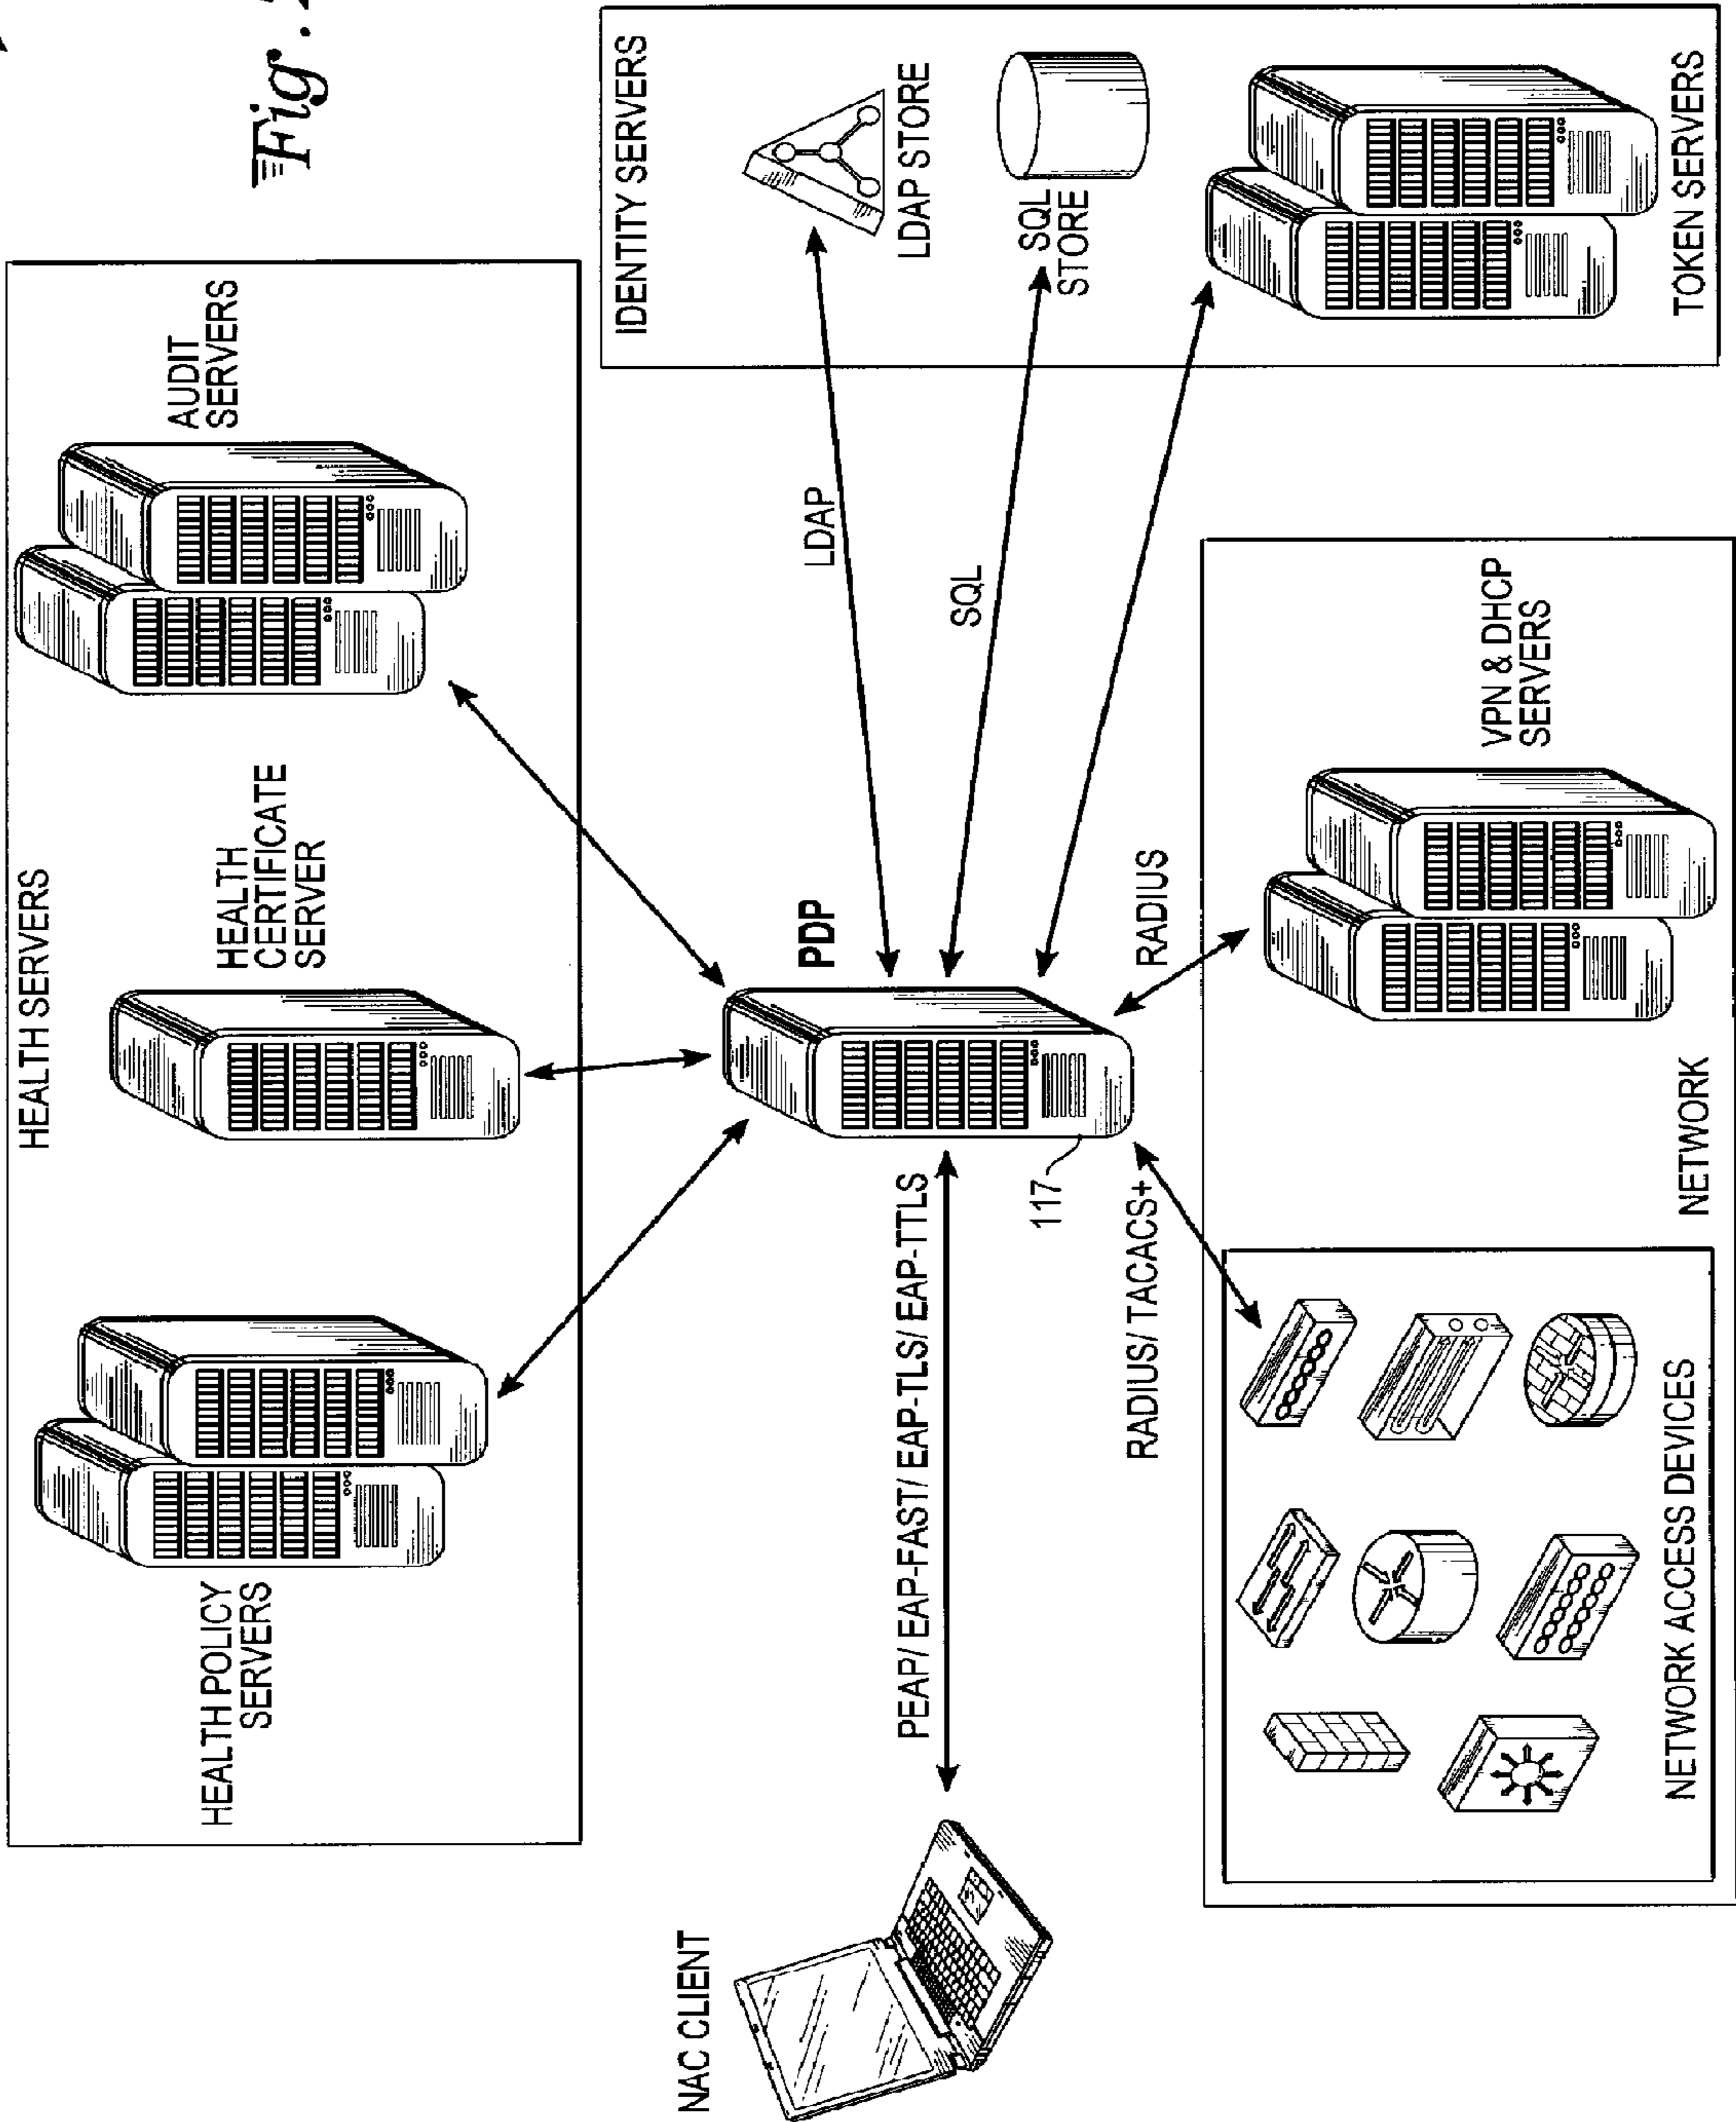 Fig.
HEALTH SERVERS
HEALTH POLICY
SERVERS
HEALTH
CERTIFICATE
SERVER
AUDIT
SERVERS
NAC CLIENT
PEAP/ EAP-FAST/ EAP-TLS/ EAP-TTLS
PDP
117
LDAP
SQL
IDENTITY SERVERS
LDAP STORE
SQL
STORE
TOKEN SERVERS
RADIUS/ TACACS+
RADIUS
VPN & DHCP
SERVERS
NETWORK
NETWORK ACCESS DEVICES